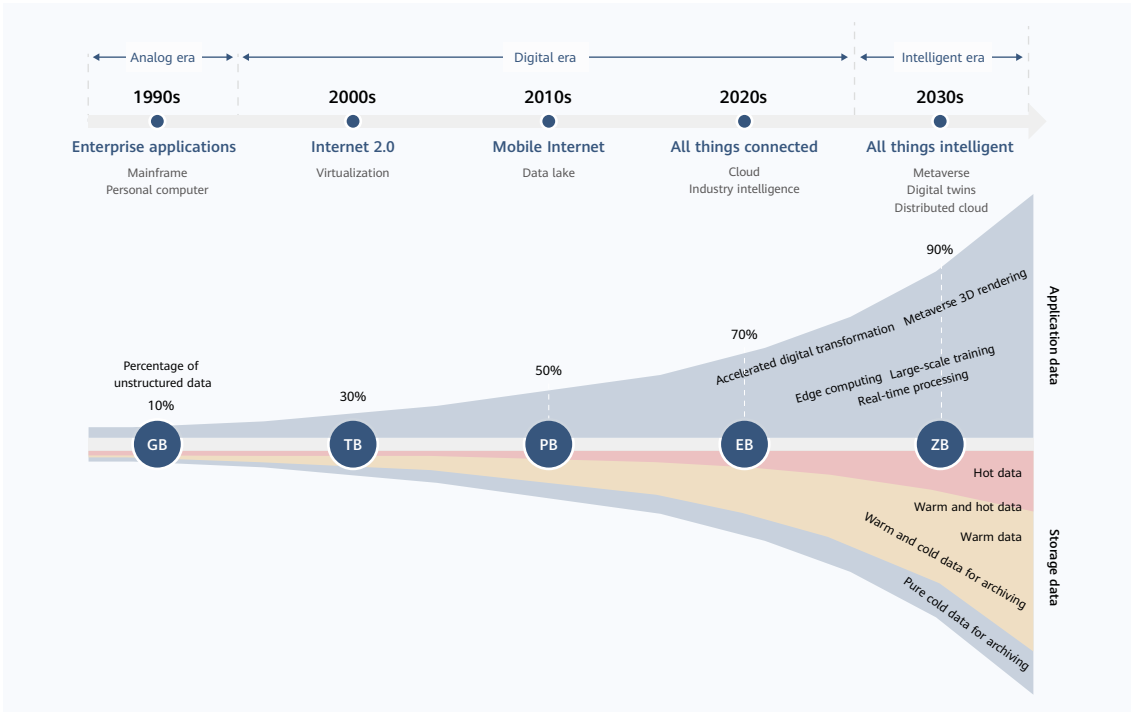 Analog era
Digital era
Intelligent era
1990s
2000s
2010s
2020s
2030s
Enterprise applications
Internet 2.0
Mobile Internet
All things connected
All things intelligent
Mainframe
Personal computer
Virtualization
Data lake
Cloud
Industry intelligence
Metaverse
Digital twins
Distributed cloud
Percentage of
unstructured data
10%
30%
50%
70%
90%
Accelerated digital transformation
Metaverse 3D rendering
Edge computing
Large-scale training
Real-time processing
Application data
GB
TB
PB
EB
ZB
Hot data
Warm and hot data
Warm data
Warm and cold data for archiving
Pure cold data for archiving
Storage data